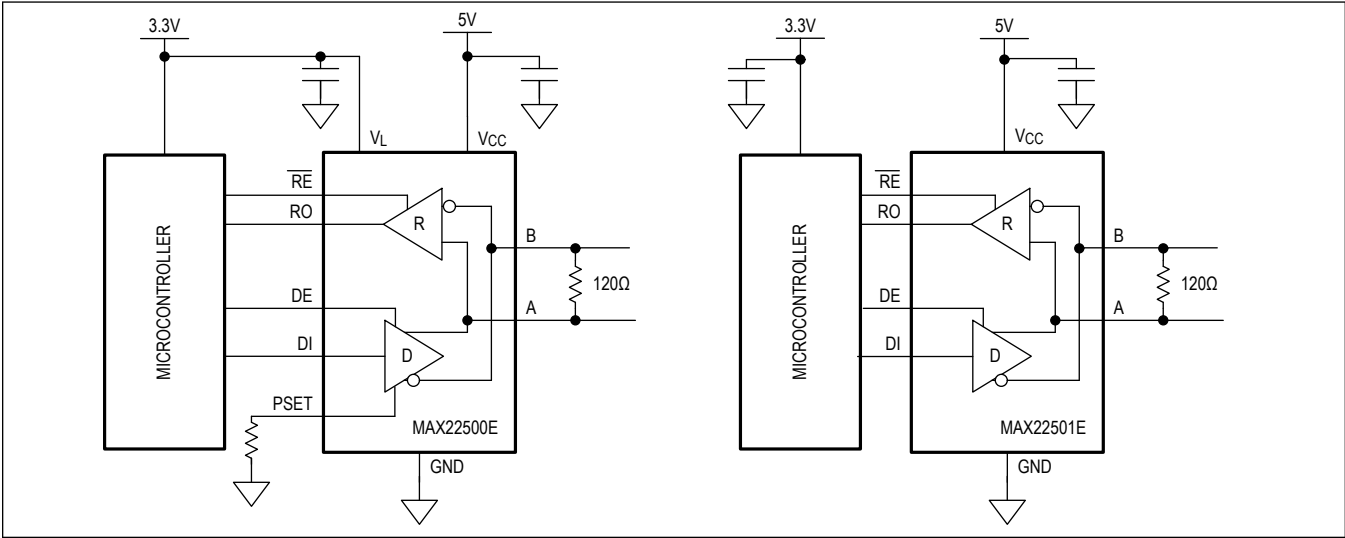 3.3V
5V
VL
VCC
MICROCONTROLLER
RE
RO
DE
DI
PSET
R
D
B
A
120Ω
MAX22500E
GND
3.3V
5V
VCC
MICROCONTROLLER
RE
RO
DE
DI
R
D
B
A
120Ω
MAX22501E
GND